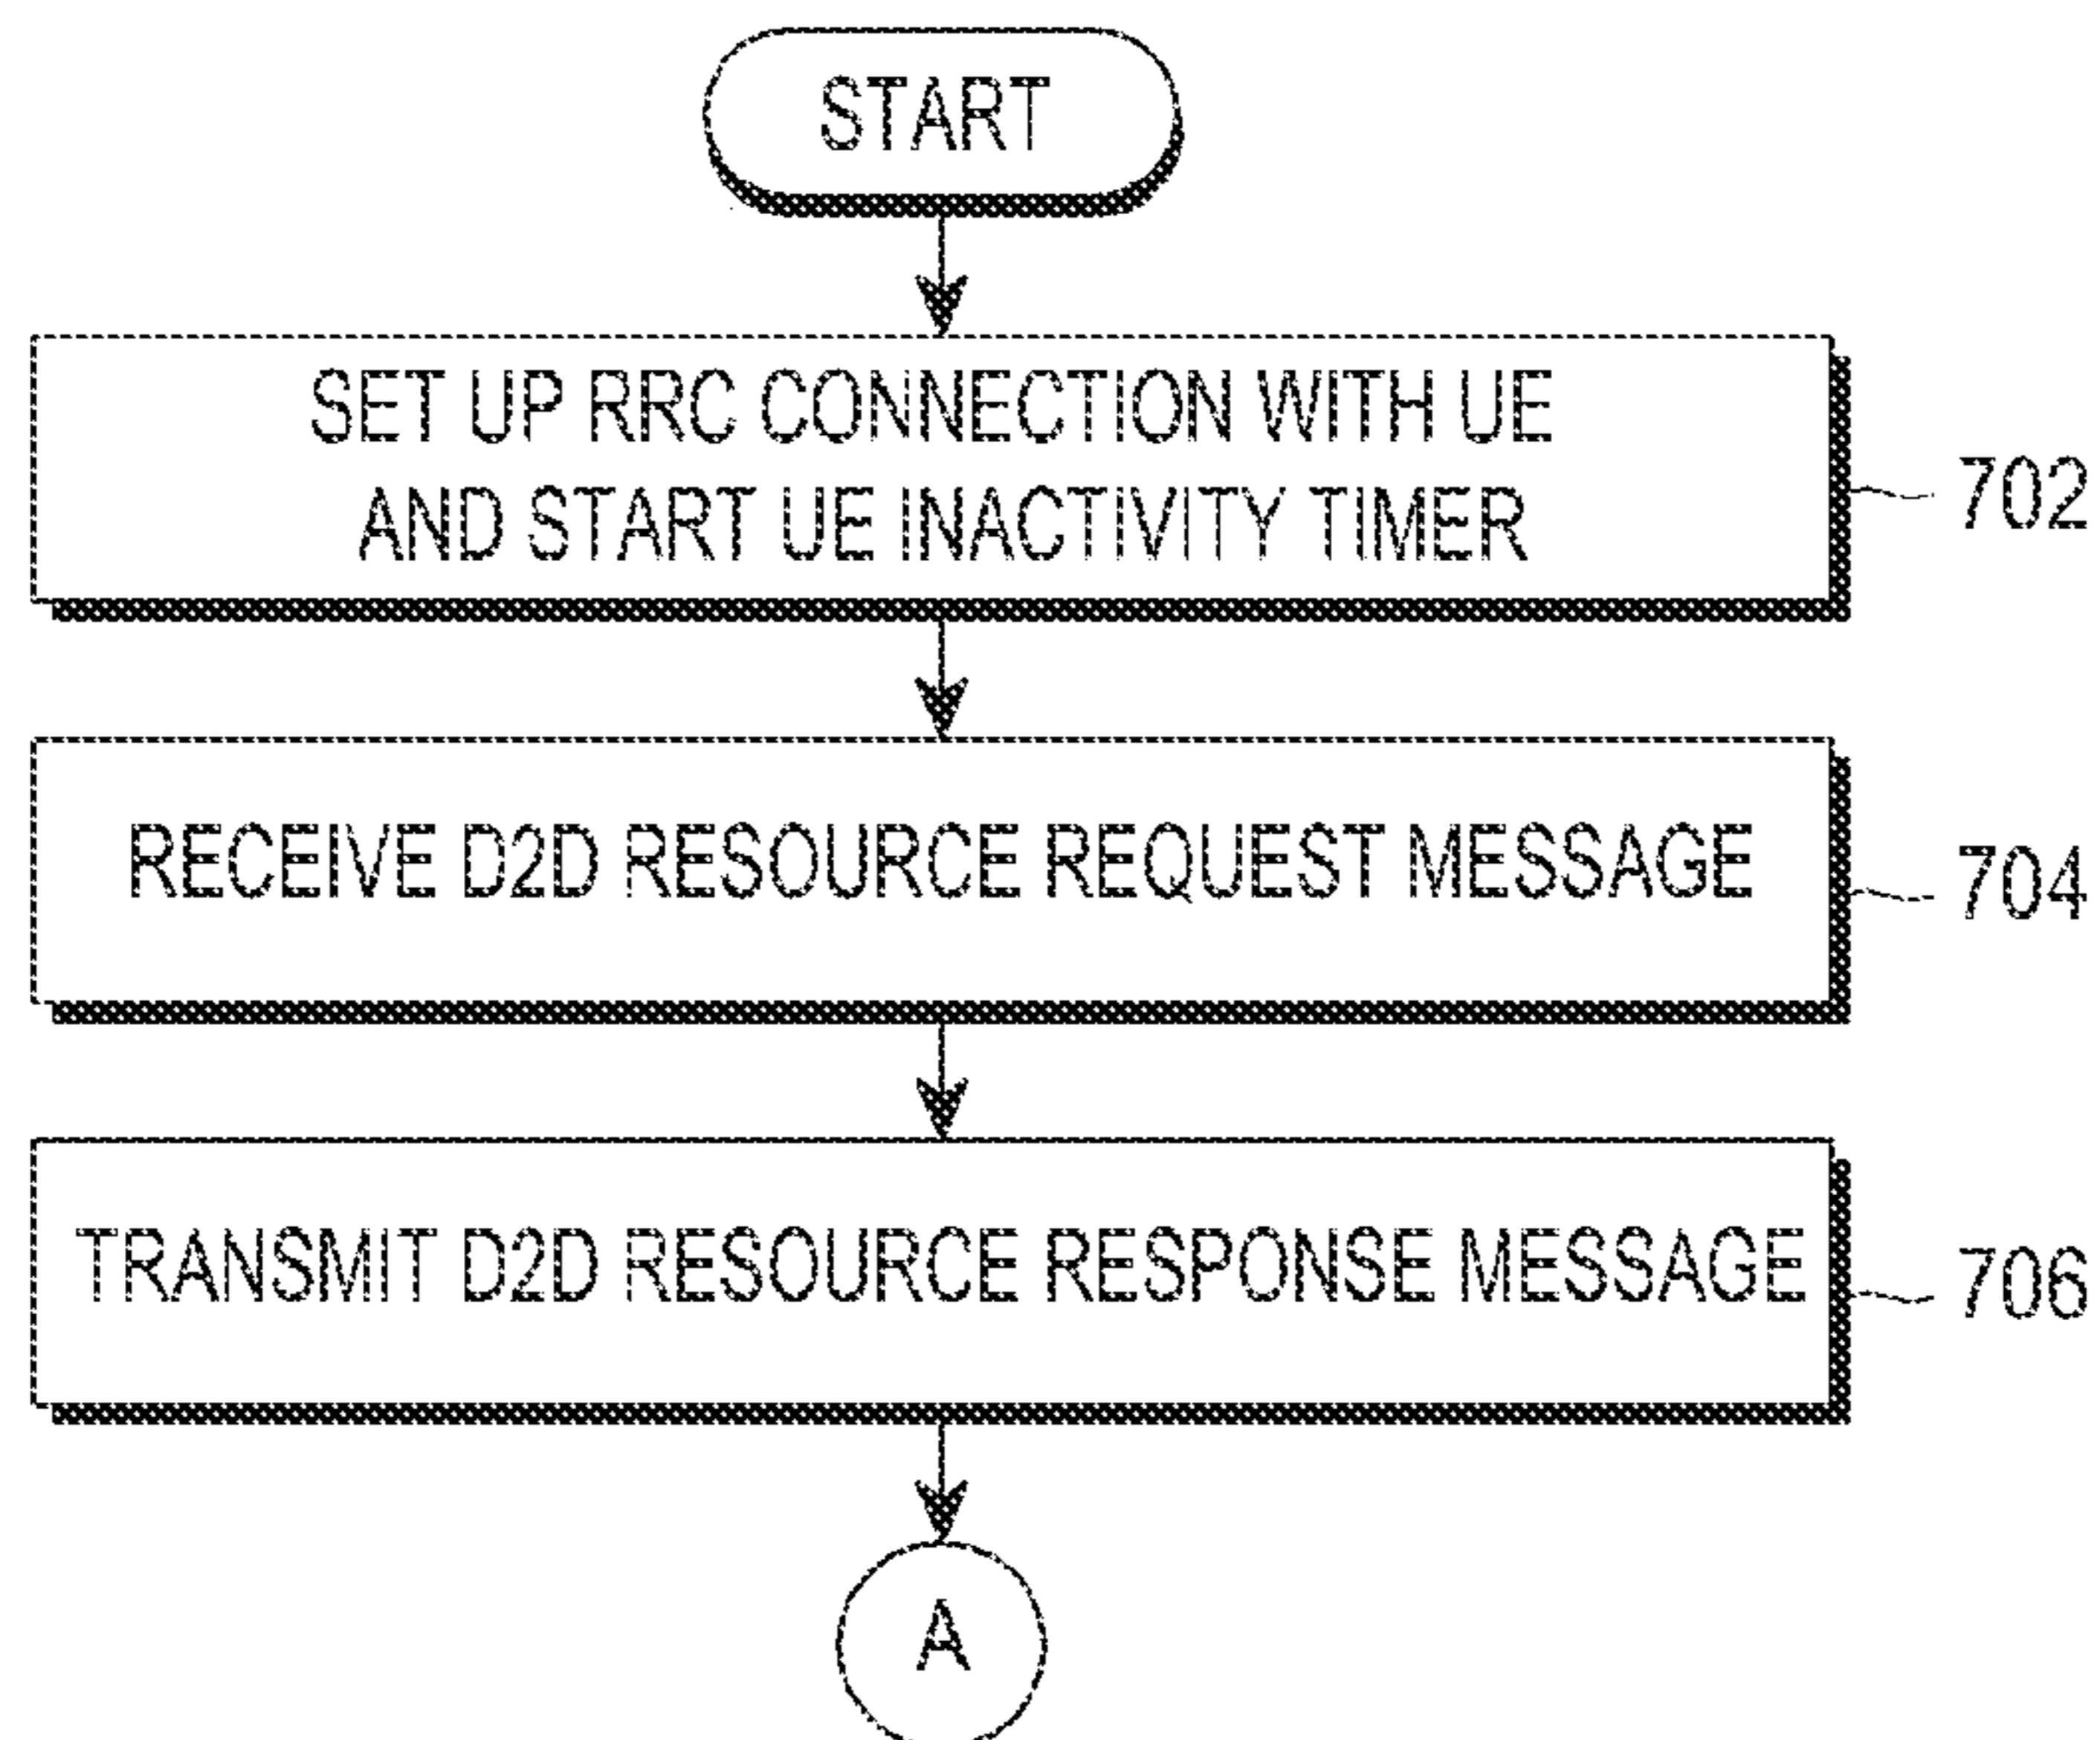 START
SET UP RRC CONNECTION WITH UE
AND START UE INACTIVITY TIMER
702
RECEIVE D2D RESOURCE REQUEST MESSAGE
704
TRANSMIT D2D RESOURCE RESPONSE MESSAGE
706
A